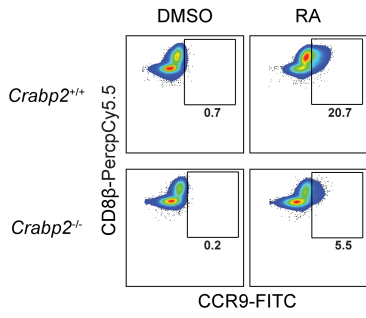 DMSO RA
Crabp2+/+
0.7 20.7
CD8β-PercpCy5.5
Crabp2-/-
0.2 5.5
CCR9-FITC